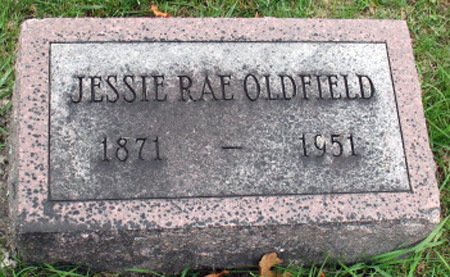 JESSIE RAE OLDFIELD
1871 — 1951